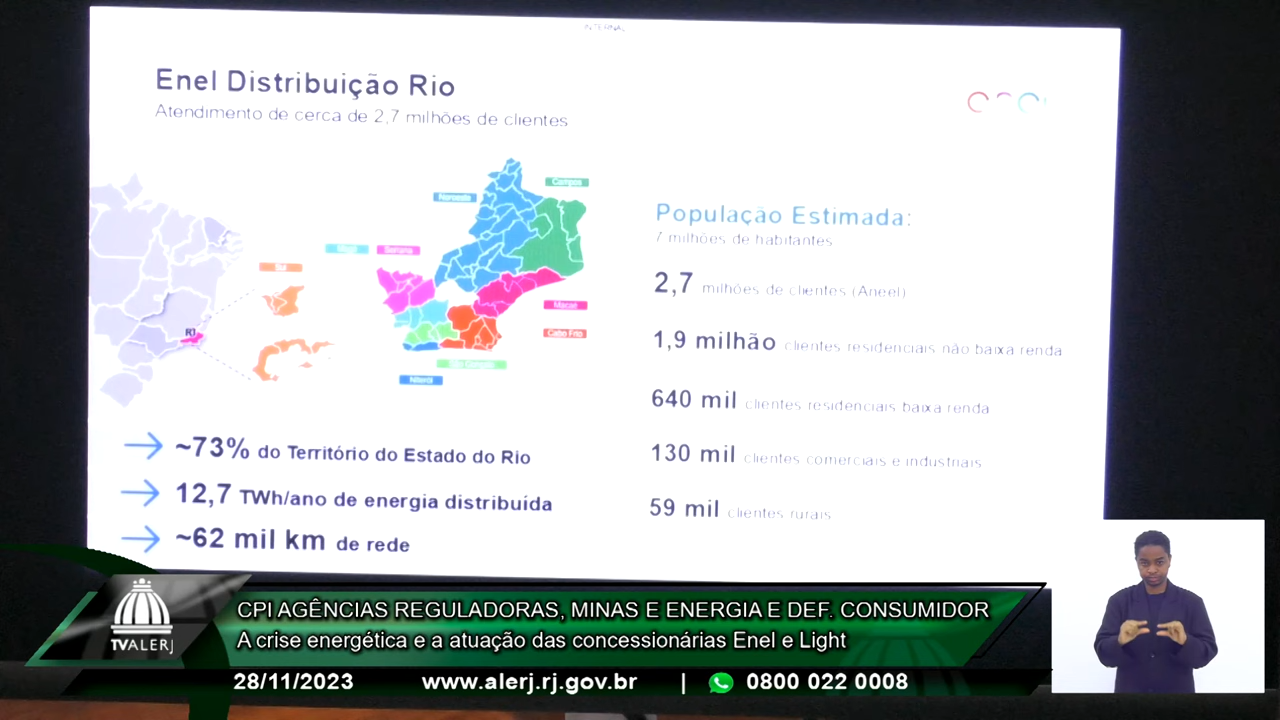 INTERNAL
Enel Distribuição Rio
Atendimento de cerca de 2,7 milhões de clientes
Noroeste
Campos
Serrana
Sul
RJ
Macaé
Cabo Frio
São Gonçalo
Niterói
~73% do Território do Estado do Rio
12,7 TWh/ano de energia distribuída
~62 mil km de rede
População Estimada:
7 milhões de habitantes
2,7 milhões de clientes (Aneel)
1,9 milhão clientes residenciais não baixa renda
640 mil clientes residenciais baixa renda
130 mil clientes comerciais e industriais
59 mil clientes rurais
TVALERJ
CPI AGÊNCIAS REGULADORAS, MINAS E ENERGIA E DEF. CONSUMIDOR
A crise energética e a atuação das concessionárias Enel e Light
28/11/2023 www.alerj.rj.gov.br | 0800 022 0008